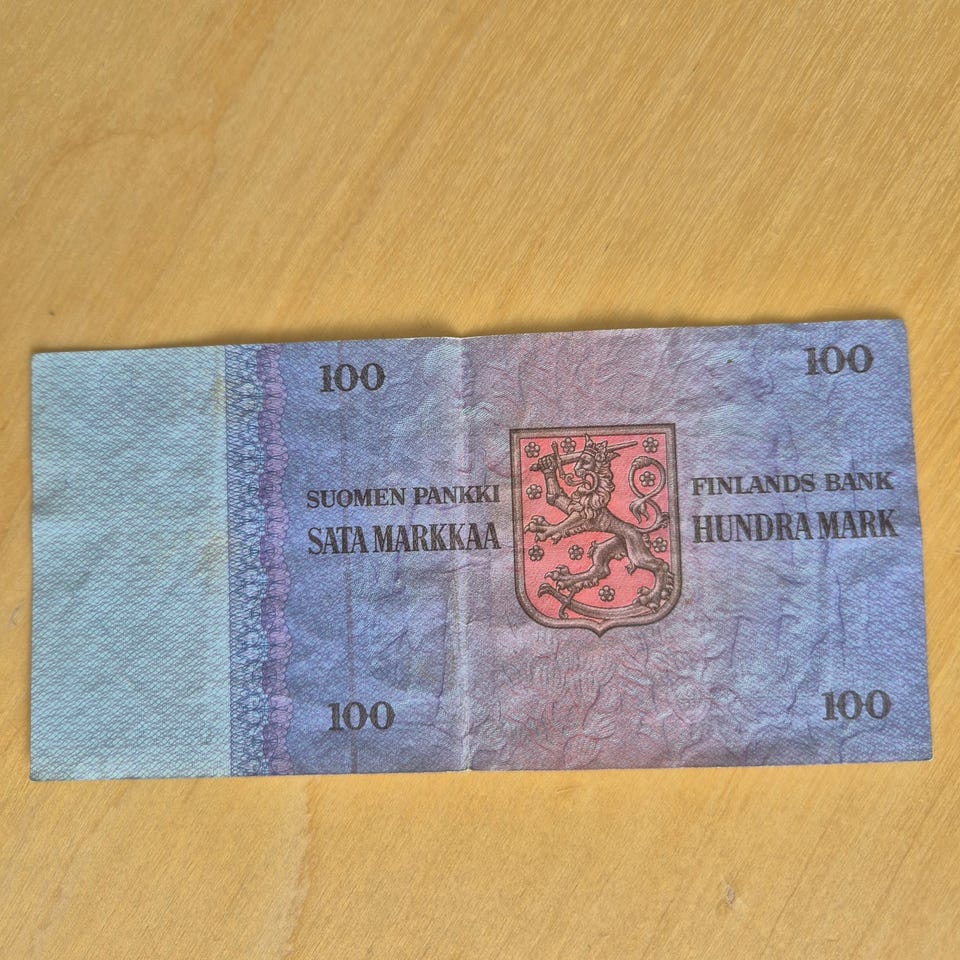 100
100
SUOMEN PANKKI
SATA MARKKAA
FINLANDS BANK
HUNDRA MARK
100
100